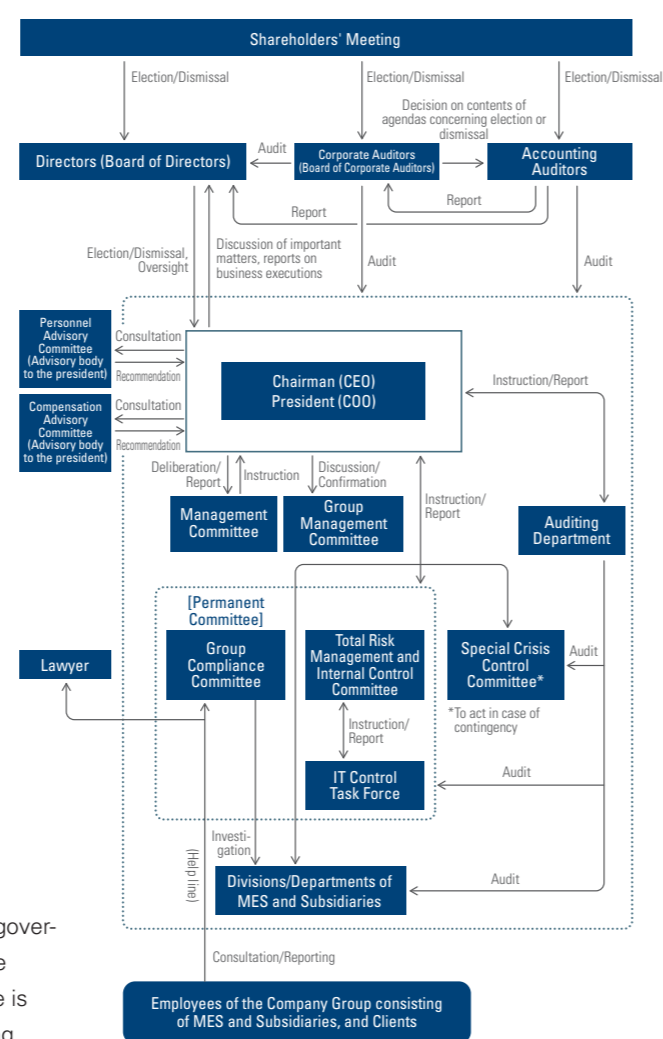 Shareholders' Meeting
Election/Dismissal
Election/Dismissal
Election/Dismissal
Decision on contents of
agendas concerning election or
dismissal
Directors (Board of Directors)
Audit
Corporate Auditors
(Board of Corporate Auditors)
Accounting
Auditors
Report
Report
Election/Dismissal,
Oversight
Discussion of important
matters, reports on
business executions
Audit
Audit
Personnel
Advisory
Committee
(Advisory body
to the president)
Consultation
Recommendation
Chairman (CEO)
President (COO)
Instruction/Report
Compensation
Advisory
Committee
(Advisory body
to the president)
Consultation
Recommendation
Deliberation/
Report
Instruction
Discussion/
Confirmation
Instruction/
Report
Management
Committee
Group
Management
Committee
Auditing
Department
[Permanent
Committee]
Lawyer
Group
Compliance
Committee
Total Risk
Management and
Internal Control
Committee
Special Crisis
Control
Committee*
Audit
*To act in case of
contingency
Instruction/
Report
IT Control
Task Force
Audit
Investi-
gation
(Help line)
Divisions/Departments of
MES and Subsidiaries
Audit
Consultation/Reporting
Employees of the Company Group consisting
of MES and Subsidiaries, and Clients
gover-
e
e is